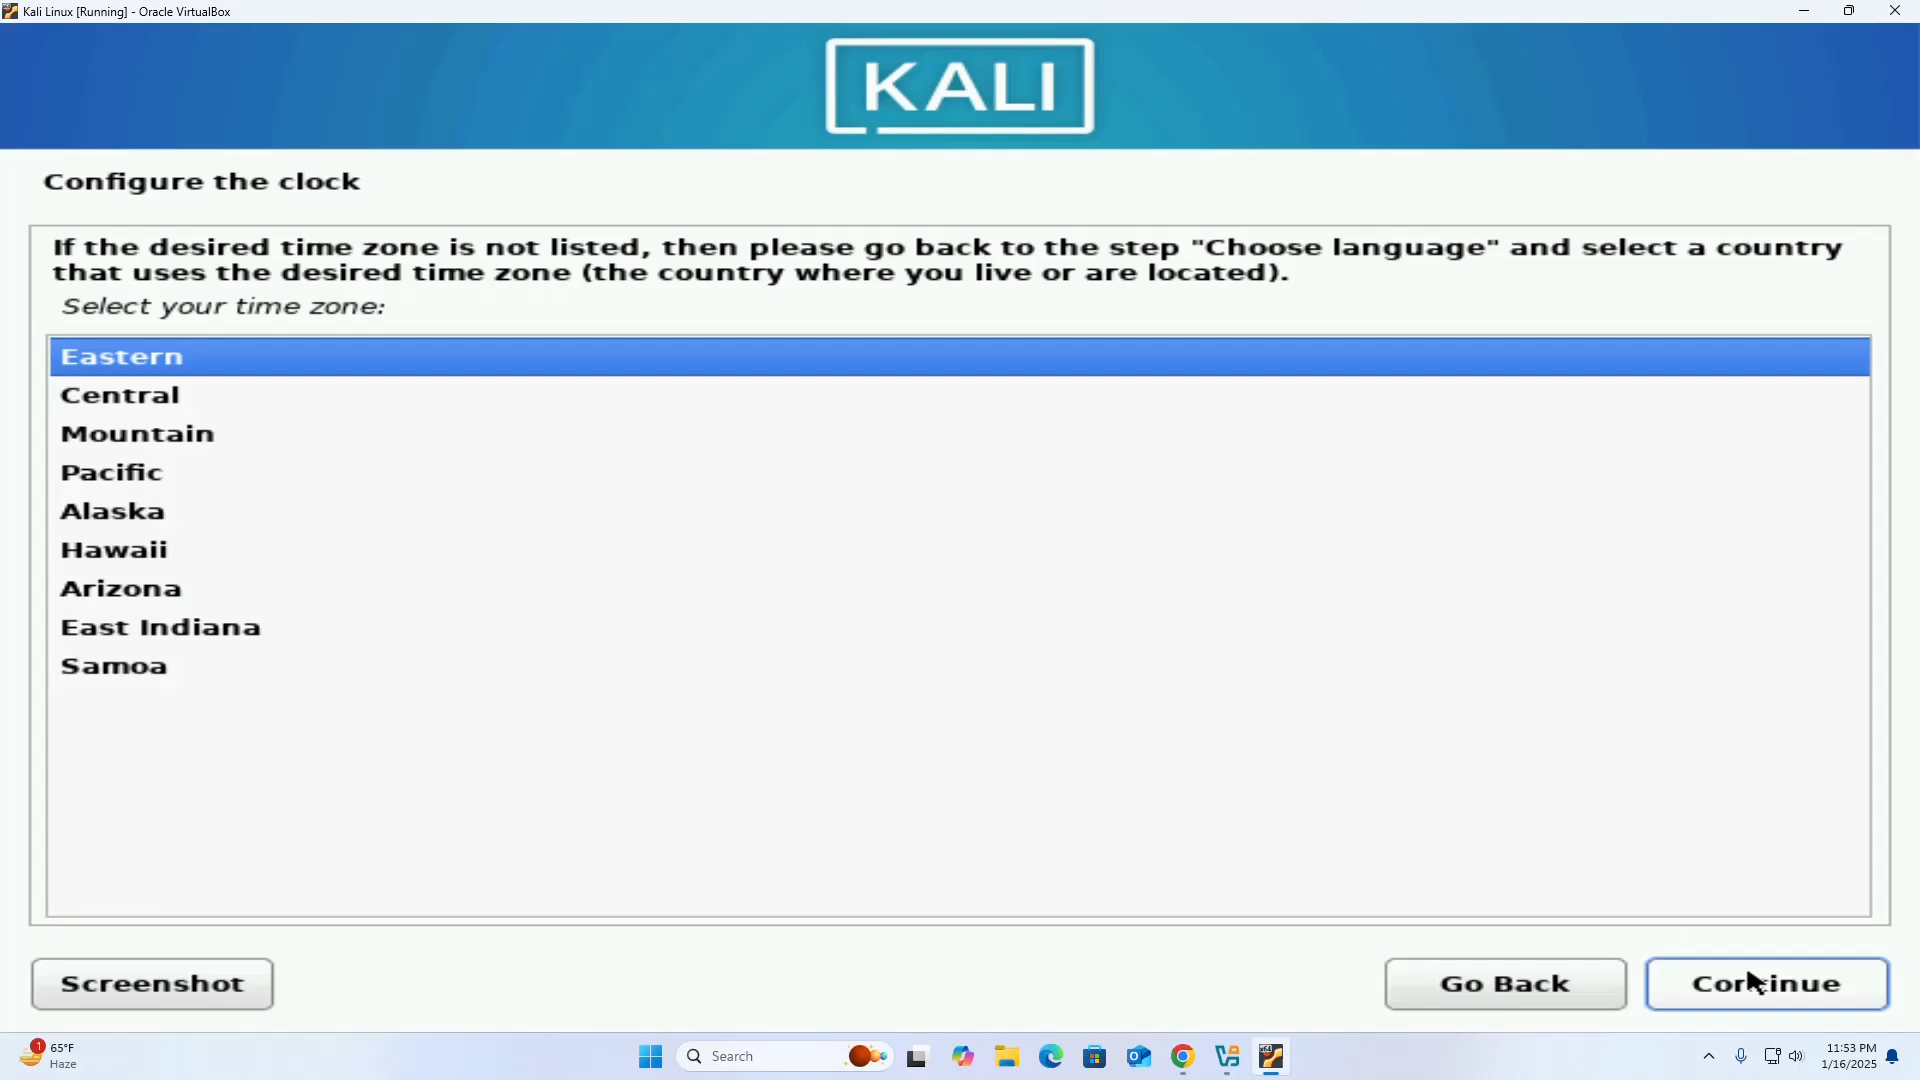 Kali Linux [Running] - Oracle VirtualBox
KALI
Configure the clock
If the desired time zone is not listed, then please go back to the step "Choose language" and select a country
that uses the desired time zone (the country where you live or are located).
Select your time zone:
Eastern
Central
Mountain
Pacific
Alaska
Hawaii
Arizona
East Indiana
Samoa
Screenshot
Go Back
Continue
1
65°F
Haze
Search
11:53 PM
1/16/2025